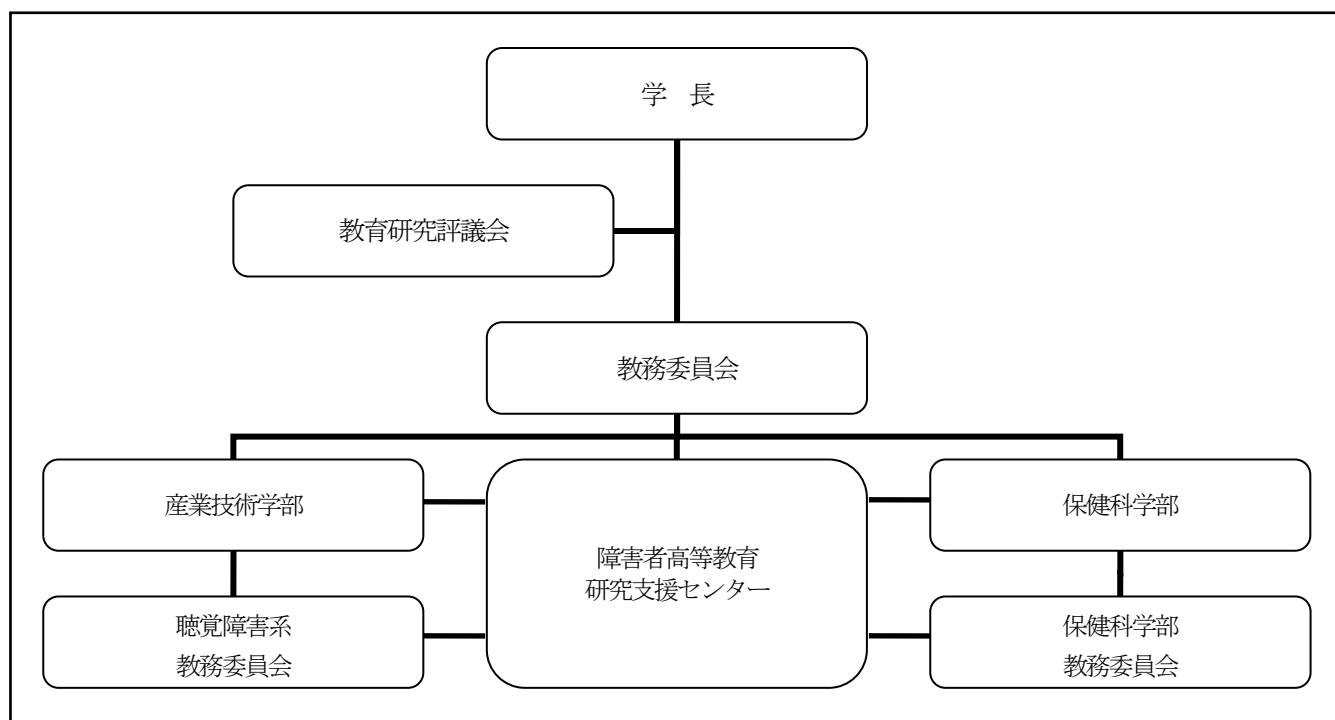 学 長
教育研究評議会
教務委員会
産業技術学部
障害者高等教育
研究支援センター
保健科学部
聴覚障害系
教務委員会
保健科学部
教務委員会